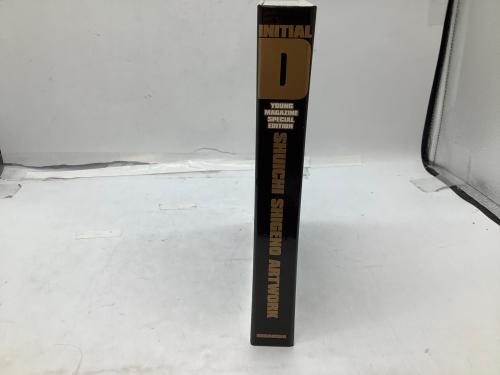 INITIAL
D
YOUNG
MAGAZINE
SPECIAL
EDITION
SHUICHI SHIGENO ARTWORK